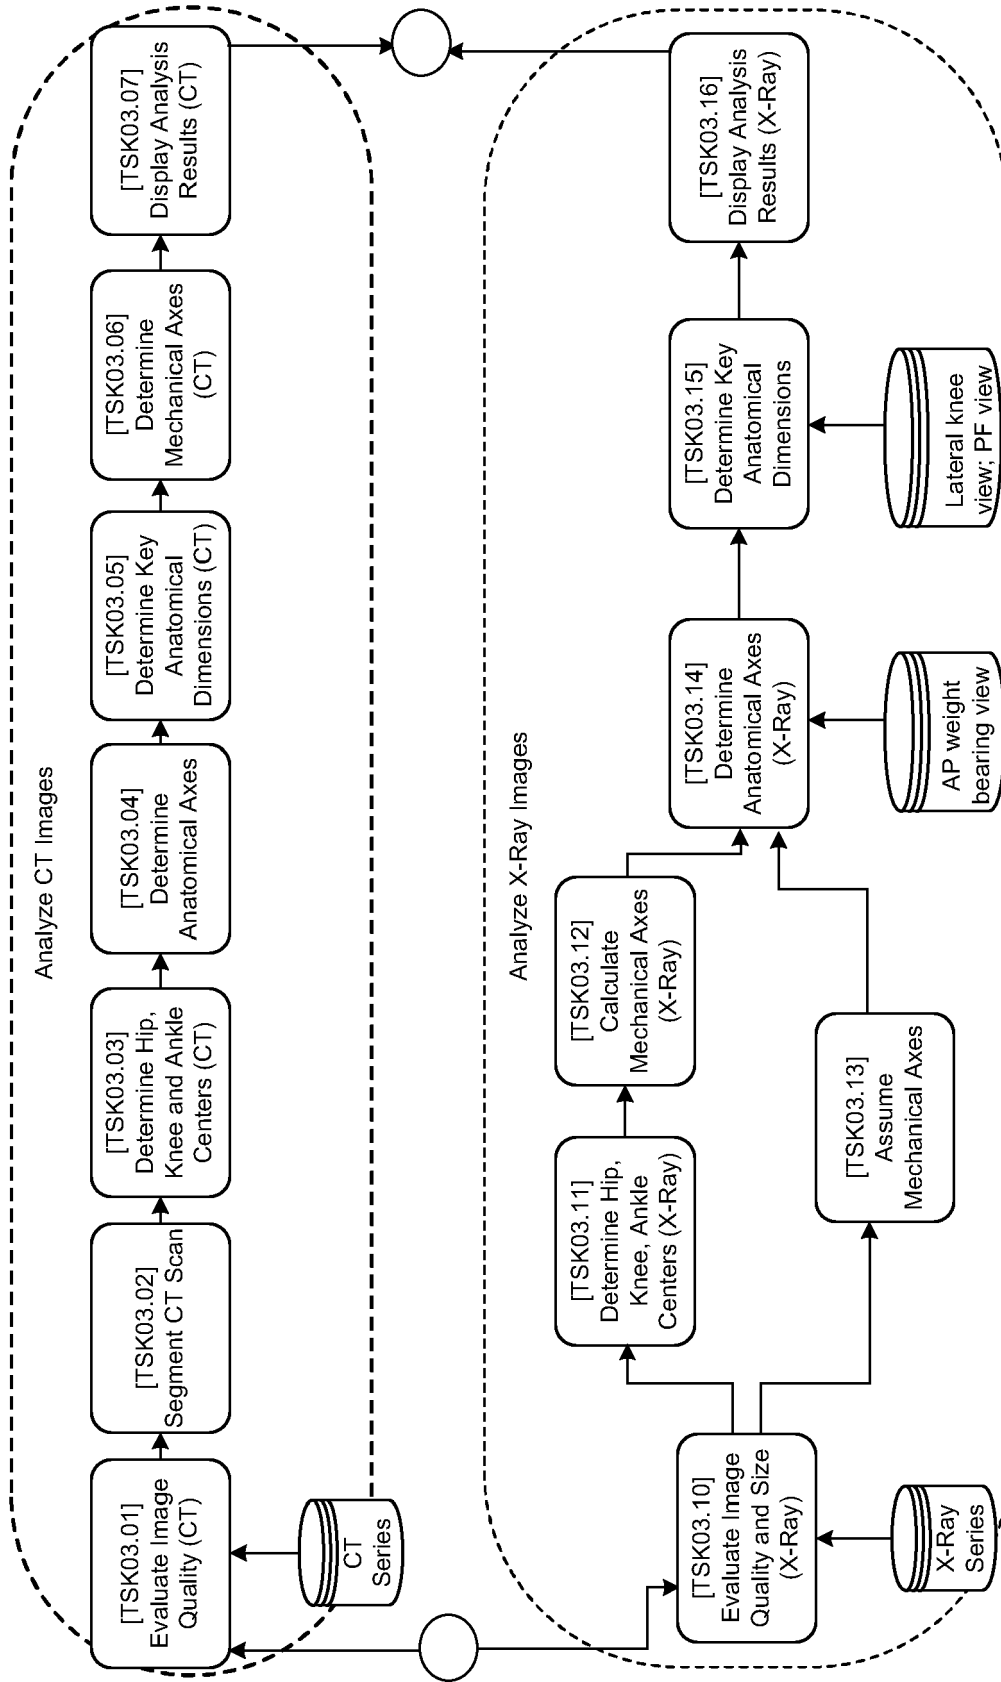 Analyze CT Images
[TSK03.01]
Evaluate Image
Quality (CT)
[TSK03.02]
Segment CT Scan
[TSK03.03]
Determine Hip,
Knee and Ankle
Centers (CT)
[TSK03.04]
Determine
Anatomical Axes
[TSK03.05]
Determine Key
Anatomical
Dimensions (CT)
[TSK03.06]
Determine
Mechanical Axes
(CT)
[TSK03.07]
Display Analysis
Results (CT)
CT
Series
Analyze X-Ray Images
[TSK03.10]
Evaluate Image
Quality and Size
(X-Ray)
[TSK03.11]
Determine Hip,
Knee, Ankle
Centers (X-Ray)
[TSK03.12]
Calculate
Mechanical Axes
(X-Ray)
[TSK03.13]
Assume
Mechanical Axes
[TSK03.14]
Determine
Anatomical Axes
(X-Ray)
[TSK03.15]
Determine Key
Anatomical
Dimensions
[TSK03.16]
Display Analysis
Results (X-Ray)
X-Ray
Series
AP weight
bearing view
Lateral knee
view; PF view